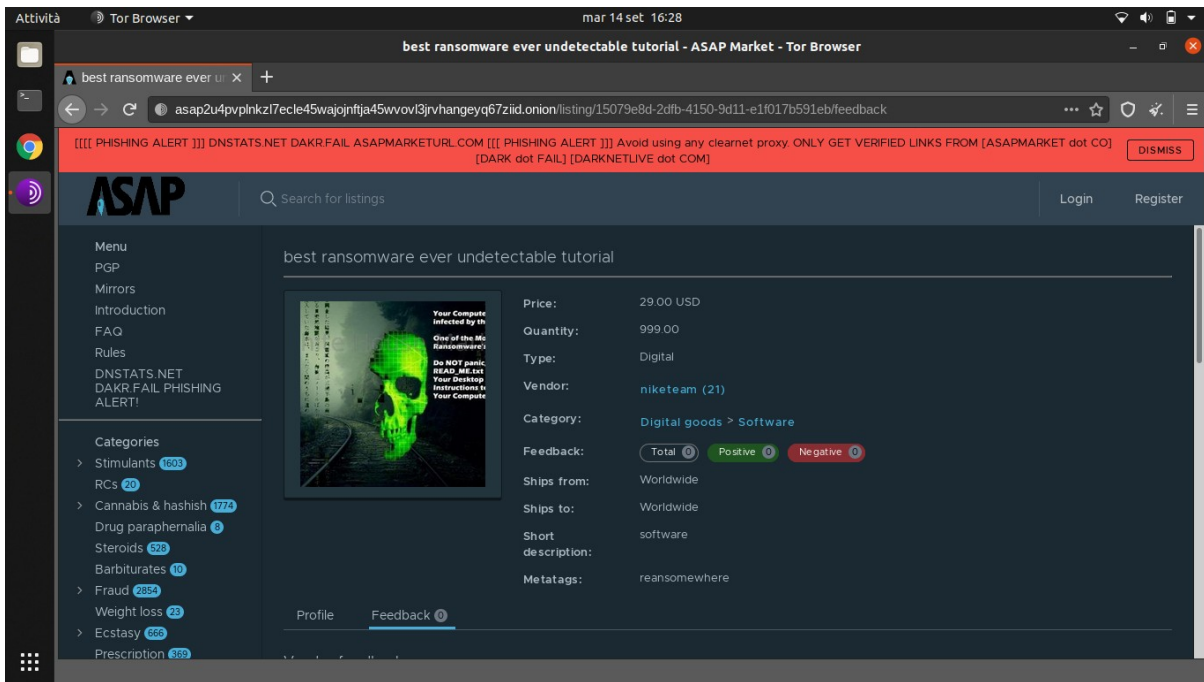 Attività
Tor Browser
mar 14 set 16:28
best ransomware ever undetectable tutorial - ASAP Market - Tor Browser
best ransomware ever un
asap2u4pvplnkzl7ecle45wajojnftja45wvovl3jrvhangeyq67ziid.onion/listing/15079e8d-2dfb-4150-9d11-e1f017b591eb/feedback
[[[[ PHISHING ALERT ]]] DNSTATS.NET DAKR.FAIL ASAPMARKETURL.COM [[[ PHISHING ALERT ]]] Avoid using any clearnet proxy. ONLY GET VERIFIED LINKS FROM [ASAPMARKET dot CO]
[DARK dot FAIL] [DARKNETLIVE dot COM]
DISMISS
ASAP
Search for listings
Login
Register
Menu
PGP
Mirrors
Introduction
FAQ
Rules
DNSTATS.NET
DAKR.FAIL PHISHING
ALERT!
Categories
Stimulants 1603
RCs 20
Cannabis & hashish 1774
Drug paraphernalia 8
Steroids 528
Barbiturates 10
Fraud 2854
Weight loss 23
Ecstasy 666
Prescription 369
best ransomware ever undetectable tutorial
Your Compute
infected by th
One of the Mo
Ransomware's
Do NOT panic
READ_ME.txt
Your Desktop
Instructions t
Your Compute
Price: 29.00 USD
Quantity: 999.00
Type: Digital
Vendor: niketeam (21)
Category: Digital goods > Software
Feedback: Total 0 Positive 0 Negative 0
Ships from: Worldwide
Ships to: Worldwide
Short software
description:
Metatags: reansomewhere
Profile
Feedback 0